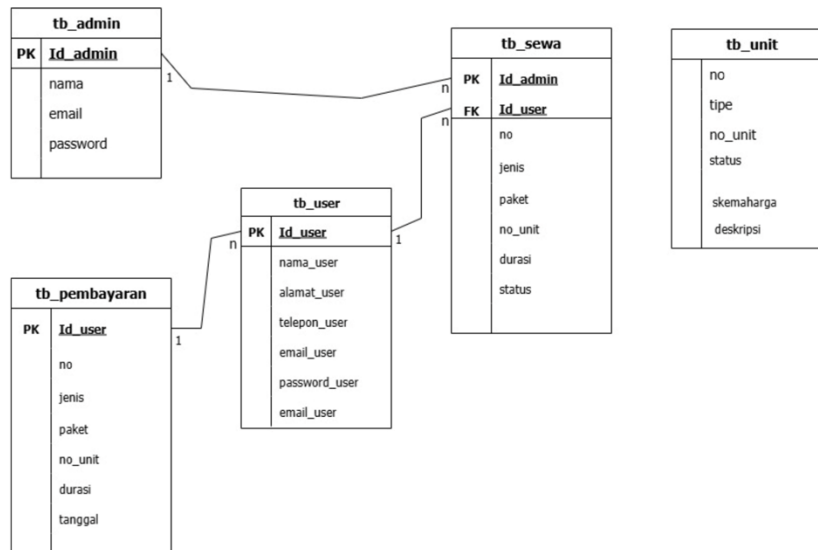 tb_admin
PK Id_admin
nama
email
password
1
n
n
tb_sewa
PK Id_admin
FK Id_user
no
jenis
paket
no_unit
durasi
status
tb_unit
no
tipe
no_unit
status
skemaharga
deskripsi
tb_user
PK Id_user
nama_user
alamat_user
telepon_user
email_user
password_user
email_user
n
1
tb_pembayaran
PK Id_user
no
jenis
paket
no_unit
durasi
tanggal
1